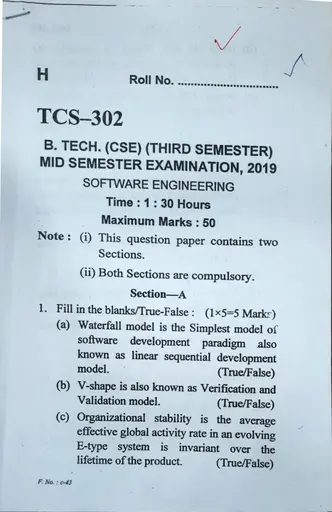 H
Roll No. ..............................
TCS–302
B. TECH. (CSE) (THIRD SEMESTER)
MID SEMESTER EXAMINATION, 2019
SOFTWARE ENGINEERING
Time : 1 : 30 Hours
Maximum Marks : 50
Note : (i) This question paper contains two
Sections.
(ii) Both Sections are compulsory.
Section—A
1. Fill in the blanks/True-False : (1×5=5 Marks)
(a) Waterfall model is the Simplest model of
software development paradigm also
known as linear sequential development
model. (True/False)
(b) V-shape is also known as Verification and
Validation model. (True/False)
(c) Organizational stability is the average
effective global activity rate in an evolving
E-type system is invariant over the
lifetime of the product. (True/False)
F. No. : c-43